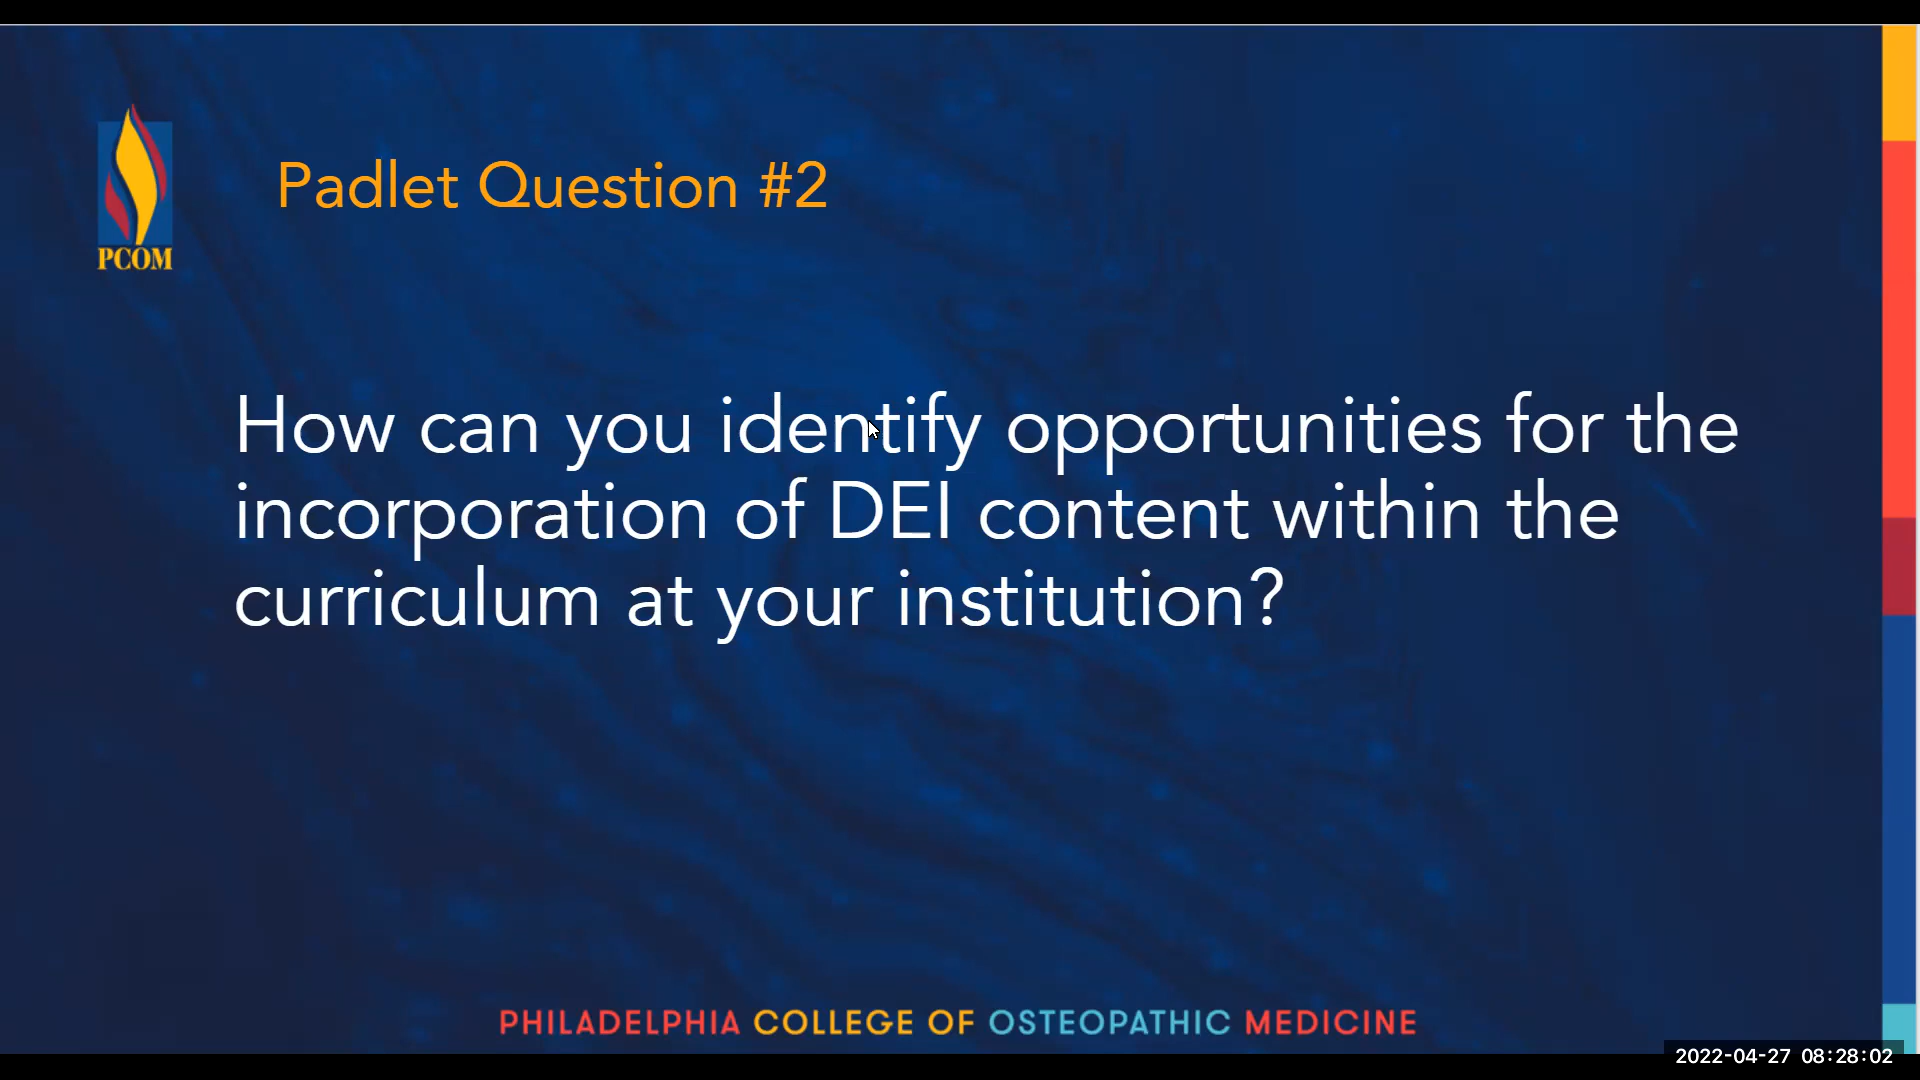 PCOM
Padlet Question #2
How can you identify opportunities for the
incorporation of DEI content within the
curriculum at your institution?
PHILADELPHIA COLLEGE OF OSTEOPATHIC MEDICINE
2022-04-27 08:28:02